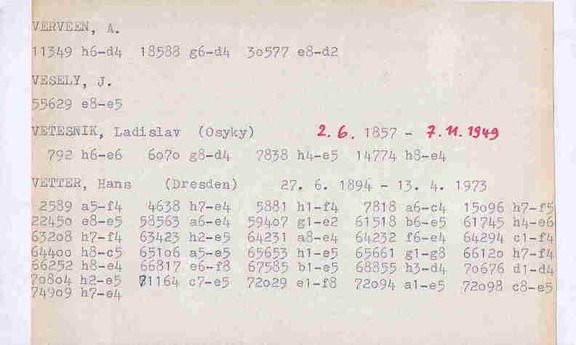 VERVEEN, A.
11349 h6-d4 18588 g6-d4 30577 e8-d2
VESELY, J.
55629 e8-e5
VETESNIK, Ladislav (Osyky) 2. 6. 1857 - 7. 11. 1949
792 h6-e6 6070 g8-d4 7838 h4-e5 14774 h8-e4
VETTER, Hans (Dresden) 27. 6. 1894 - 13. 4. 1973
2589 a5-f4 4638 h7-e4 5881 h1-f4 7818 a6-c4 15096 h7-f5
22450 e8-e5 58563 a6-e4 59407 g1-e2 61518 b6-e5 61745 h4-e6
63208 h7-f4 63423 h2-e5 64231 a8-e4 64232 f6-e4 64294 c1-f4
64400 h8-c5 65106 a5-e5 65653 h1-e5 65661 g1-g8 66120 h7-f4
66252 h8-e4 66817 e6-f8 67585 b1-e5 68855 h3-d4 70676 d1-d4
70804 h2-e5 71164 c7-e5 72029 e1-f8 72094 a1-e5 72098 c8-e5
74909 h7-e4